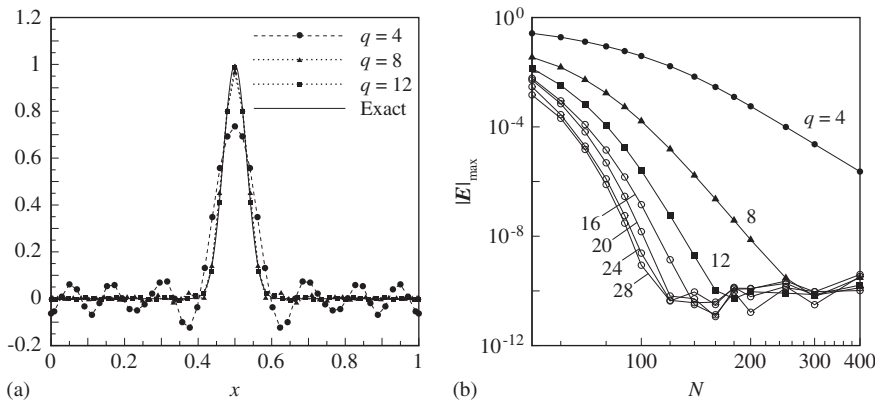 1.2
1
0.8
0.6
0.4
0.2
0
-0.2
0
0.2
0.4
0.6
0.8
1
x
q = 4
q = 8
q = 12
Exact
(a)
10^0
10^-4
10^-8
10^-12
|E|max
100
200
300
400
N
q = 4
8
12
16
20
24
28
(b)